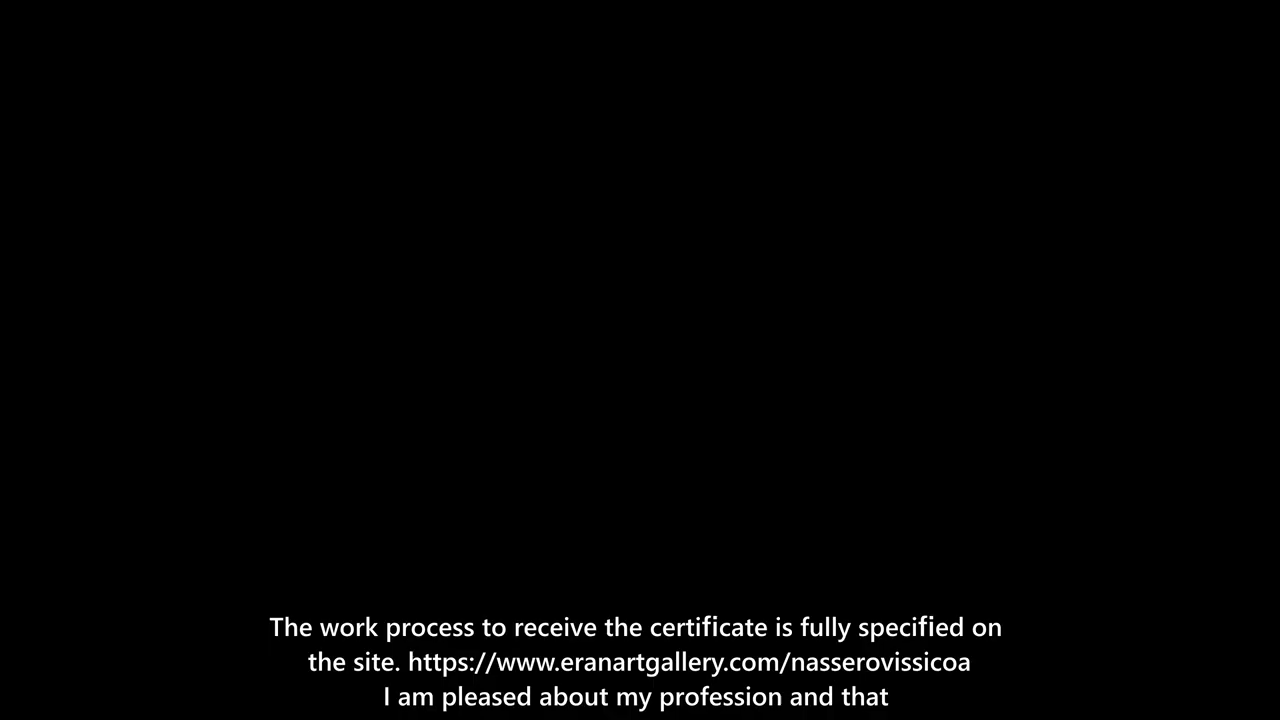 The work process to receive the certificate is fully specified on
the site. https://www.eranartgallery.com/nasserovissicoa
I am pleased about my profession and that